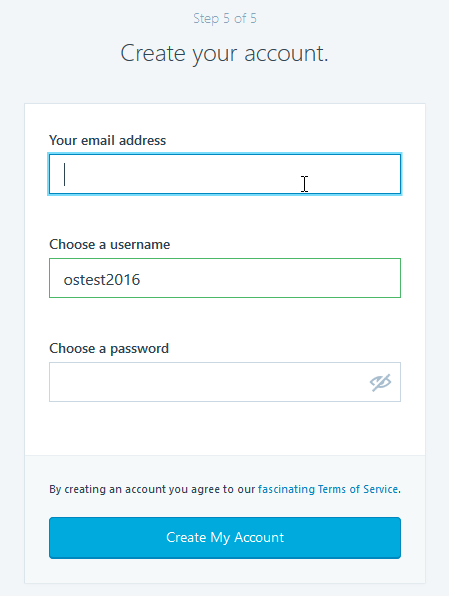 Step 5 of 5
Create your account.
Your email address
Choose a username
ostest2016
Choose a password
By creating an account you agree to our fascinating Terms of Service.
Create My Account